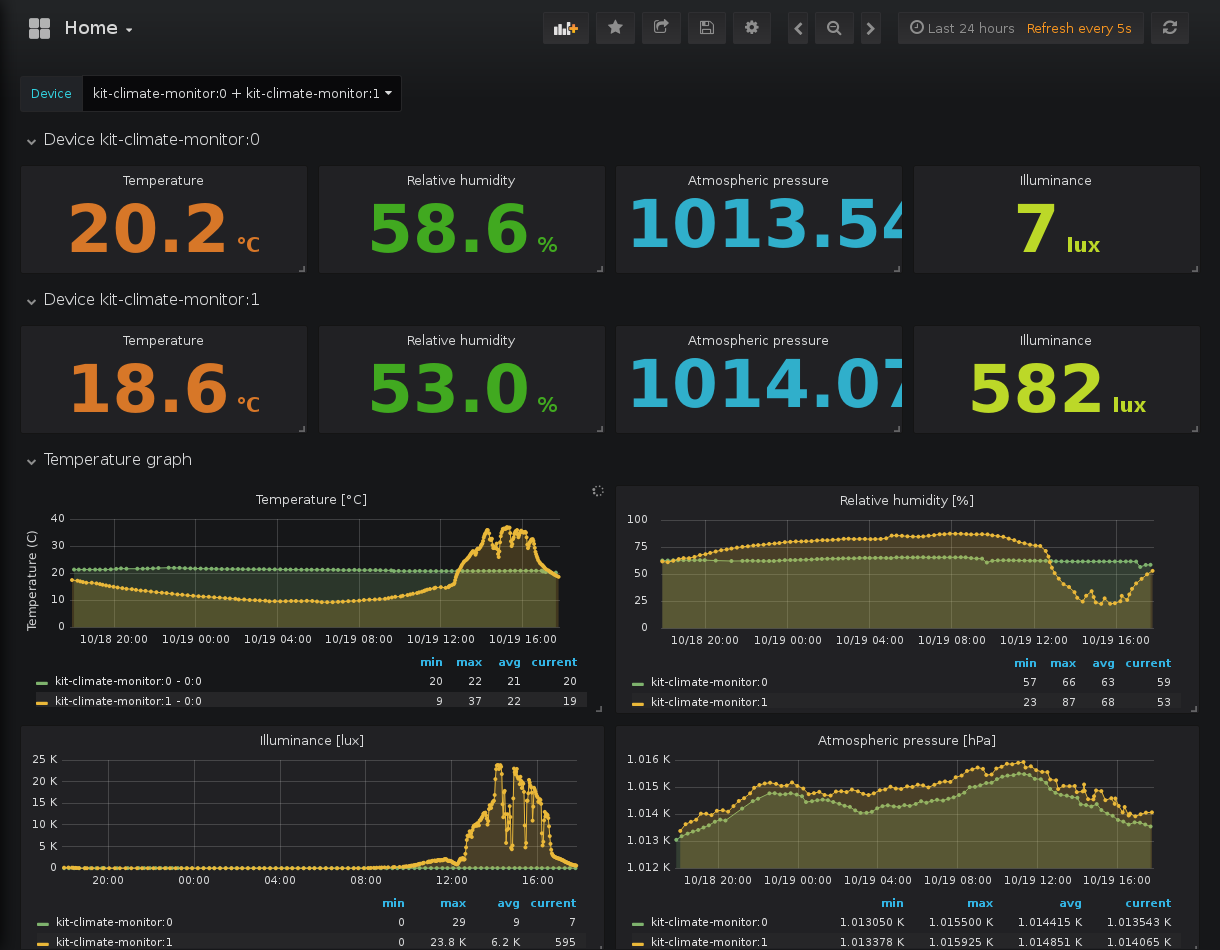 Home
Last 24 hours Refresh every 5s
Device kit-climate-monitor:0 + kit-climate-monitor:1
Device kit-climate-monitor:0
Temperature Relative humidity Atmospheric pressure Illuminance
20.2 °C 58.6 % 1013.54 7 lux
Device kit-climate-monitor:1
Temperature Relative humidity Atmospheric pressure Illuminance
18.6 °C 53.0 % 1014.07 582 lux
Temperature graph
Temperature [°C]
Temperature (C)
40
30
20
10
0
10/18 20:00 10/19 00:00 10/19 04:00 10/19 08:00 10/19 12:00 10/19 16:00
min max avg current
kit-climate-monitor:0 - 0:0 20 22 21 20
kit-climate-monitor:1 - 0:0 9 37 22 19
Relative humidity [%]
100
75
50
25
0
10/18 20:00 10/19 00:00 10/19 04:00 10/19 08:00 10/19 12:00 10/19 16:00
min max avg current
kit-climate-monitor:0 57 66 63 59
kit-climate-monitor:1 23 87 68 53
Illuminance [lux]
25 K
20 K
15 K
10 K
5 K
0
20:00 00:00 04:00 08:00 12:00 16:00
min max avg current
kit-climate-monitor:0 0 29 9 7
kit-climate-monitor:1 0 23.8 K 6.2 K 595
Atmospheric pressure [hPa]
1.016 K
1.015 K
1.014 K
1.013 K
1.012 K
10/18 20:00 10/19 00:00 10/19 04:00 10/19 08:00 10/19 12:00 10/19 16:00
min max avg current
kit-climate-monitor:0 1.013050 K 1.015500 K 1.014415 K 1.013543 K
kit-climate-monitor:1 1.013378 K 1.015925 K 1.014851 K 1.014065 K